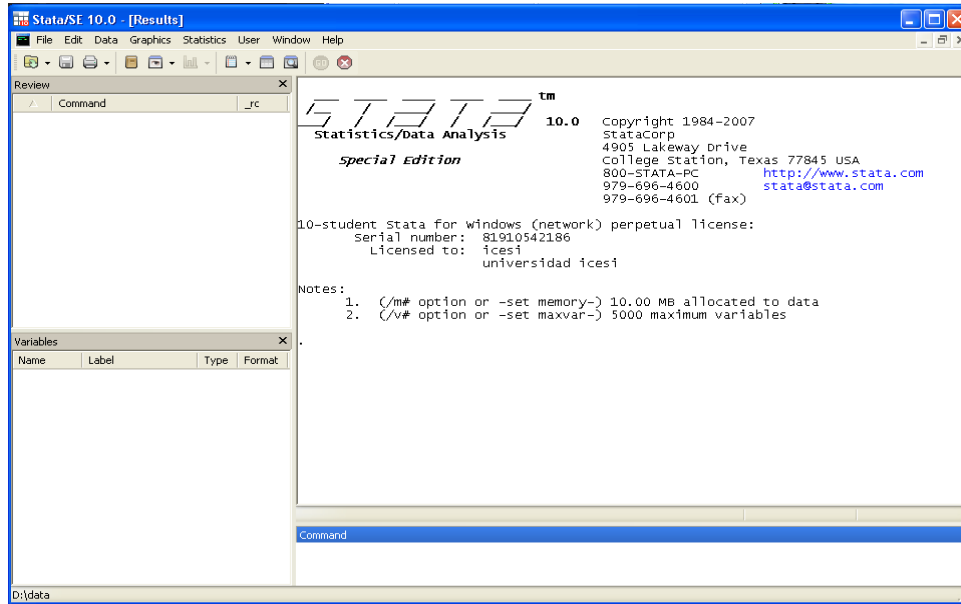 Stata/SE 10.0 - [Results]
File Edit Data Graphics Statistics User Window Help
Review
Command _rc
STATA tm
Statistics/Data Analysis
Special Edition
10.0 Copyright 1984-2007
StataCorp
4905 Lakeway Drive
College Station, Texas 77845 USA
800-STATA-PC http://www.stata.com
979-696-4600 stata@stata.com
979-696-4601 (fax)
10-student Stata for Windows (network) perpetual license:
Serial number: 81910542186
Licensed to: icesi
universidad icesi
Notes:
1. (/m# option or -set memory-) 10.00 MB allocated to data
2. (/v# option or -set maxvar-) 5000 maximum variables
.
Variables
Name Label Type Format
Command
D:\data